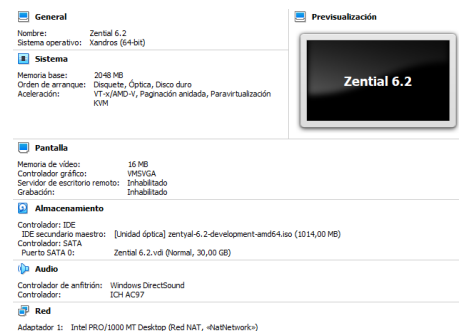 General
Nombre: Zential 6.2
Sistema operativo: Xandros (64-bit)
Previsualización
Zential 6.2
Sistema
Memoria base: 2048 MB
Orden de arranque: Disquete, Óptica, Disco duro
Aceleración: VT-x/AMD-V, Paginación anidada, Paravirtualización
KVM
Pantalla
Memoria de vídeo: 16 MB
Controlador gráfico: VMSVGA
Servidor de escritorio remoto: Inhabilitado
Grabación: Inhabilitado
Almacenamiento
Controlador: IDE
IDE secundario maestro: [Unidad óptica] zentyal-6.2-development-amd64.iso (1014,00 MB)
Controlador: SATA
Puerto SATA 0: Zential 6.2.vdi (Normal, 30,00 GB)
Audio
Controlador de anfitrión: Windows DirectSound
Controlador: ICH AC97
Red
Adaptador 1: Intel PRO/1000 MT Desktop (Red NAT, «NatNetwork»)